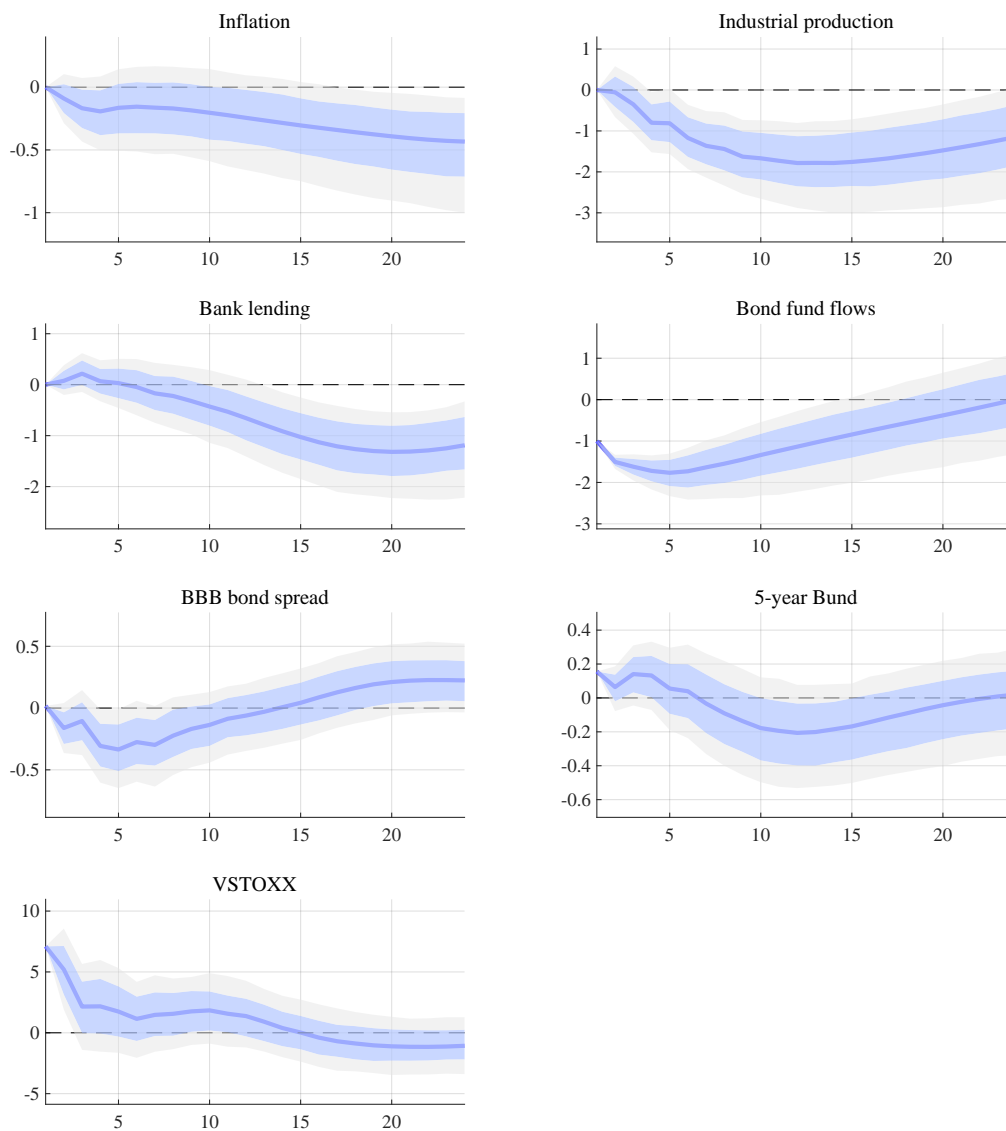 Inflation
0
-0.5
-1
5 10 15 20
Industrial production
1
0
-1
-2
-3
5 10 15 20
Bank lending
1
0
-1
-2
5 10 15 20
Bond fund flows
1
0
-1
-2
-3
5 10 15 20
BBB bond spread
0.5
0
-0.5
5 10 15 20
5-year Bund
0.4
0.2
0
-0.2
-0.4
-0.6
5 10 15 20
VSTOXX
10
5
0
-5
5 10 15 20